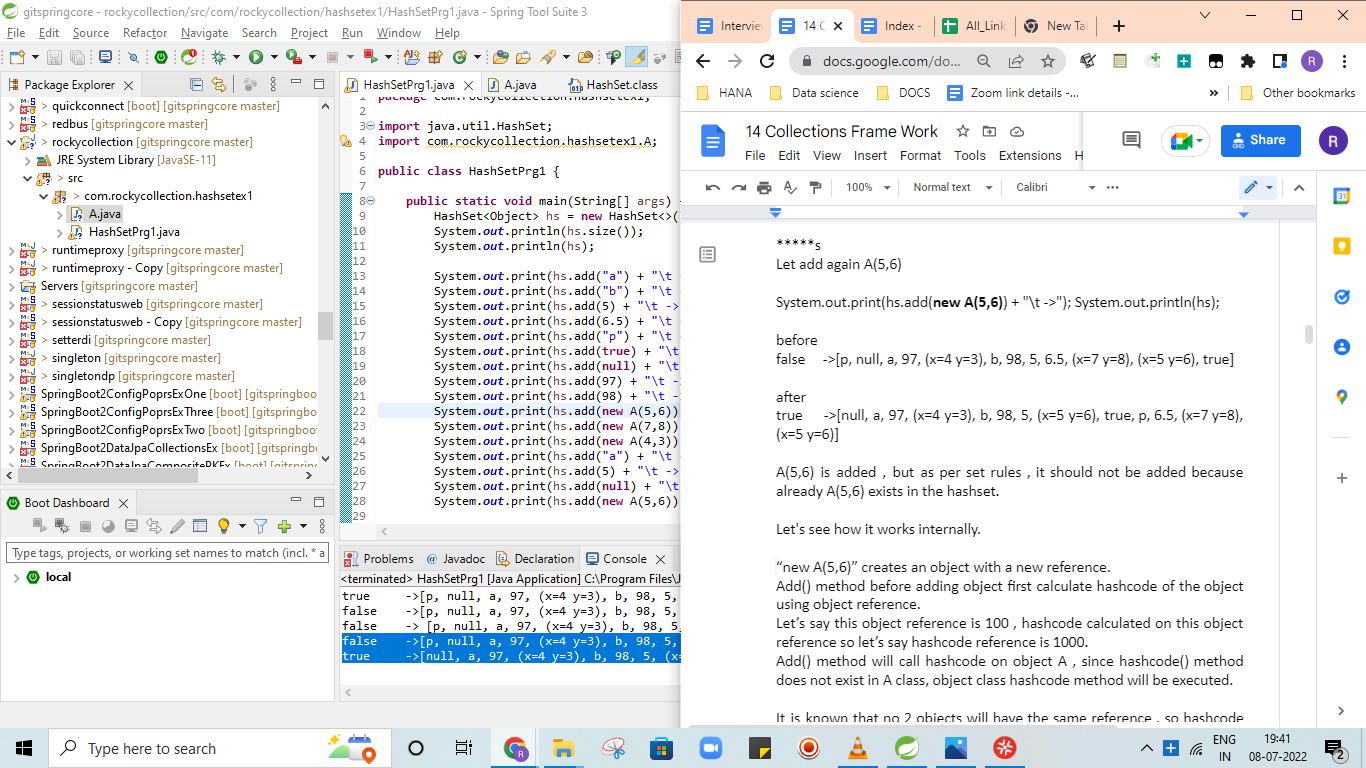 gitspringcore - rockycollection/src/com/rockycollection/hashsetex1/HashSetPrg1.java - Spring Tool Suite 3
File Edit Source Refactor Navigate Search Project Run Window Help
Package Explorer
> quickconnect [boot] [gitspringcore master]
> redbus [gitspringcore master]
> rockycollection [gitspringcore master]
JRE System Library [JavaSE-11]
> src
> com.rockycollection.hashsetex1
> A.java
> HashSetPrg1.java
> runtimeproxy [gitspringcore master]
> runtimeproxy - Copy [gitspringcore master]
Servers [gitspringcore master]
> sessionstatusweb [gitspringcore master]
> sessionstatusweb - Copy [gitspringcore master]
> setterdi [gitspringcore master]
> singleton [gitspringcore master]
> singletondp [gitspringcore master]
SpringBoot2ConfigPoprsExOne [boot] [gitspringboo
SpringBoot2ConfigPoprsExThree [boot] [gitspringboo
SpringBoot2ConfigPoprsExTwo [boot] [gitspringboo
SpringBoot2DataJpaCollectionsEx [boot] [gitspringb
SpringBoot2DataJpaCompositePKEx [boot] [gitsprin
Boot Dashboard
Type tags, projects, or working set names to match (incl. * a
local
HashSetPrg1.java A.java HashSet.class
1 package com.rockycollection.hashsetex1;
2
3 import java.util.HashSet;
4 import com.rockycollection.hashsetex1.A;
5
6 public class HashSetPrg1 {
7
8 public static void main(String[] args) {
9 HashSet<Object> hs = new HashSet<>(
10 System.out.println(hs.size());
11 System.out.println(hs);
12
13 System.out.print(hs.add("a") + "\t -
14 System.out.print(hs.add("b") + "\t -
15 System.out.print(hs.add(5) + "\t ->
16 System.out.print(hs.add(6.5) + "\t -
17 System.out.print(hs.add("p") + "\t -
18 System.out.print(hs.add(true) + "\t
19 System.out.print(hs.add(null) + "\t
20 System.out.print(hs.add(97) + "\t -
21 System.out.print(hs.add(98) + "\t -
22 System.out.print(hs.add(new A(5,6))
23 System.out.print(hs.add(new A(7,8))
24 System.out.print(hs.add(new A(4,3))
25 System.out.print(hs.add("a") + "\t -
26 System.out.print(hs.add(5) + "\t ->
27 System.out.print(hs.add(null) + "\t
28 System.out.print(hs.add(new A(5,6))
29
Problems @ Javadoc Declaration Console
<terminated> HashSetPrg1 [Java Application] C:\Program Files\J
true ->[p, null, a, 97, (x=4 y=3), b, 98, 5,
false ->[p, null, a, 97, (x=4 y=3), b, 98, 5,
false -> [p, null, a, 97, (x=4 y=3), b, 98, 5,
false ->[p, null, a, 97, (x=4 y=3), b, 98, 5,
true ->[null, a, 97, (x=4 y=3), b, 98, 5, (x=
Interview 14 C Index - All_Link New Tab
docs.google.com/do...
R
HANA Data science DOCS Zoom link details -... » Other bookmarks
14 Collections Frame Work
File Edit View Insert Format Tools Extensions H
Share
R
100% Normal text Calibri
31
*****s
Let add again A(5,6)
System.out.print(hs.add(new A(5,6)) + "\t ->"); System.out.println(hs);
before
false ->[p, null, a, 97, (x=4 y=3), b, 98, 5, 6.5, (x=7 y=8), (x=5 y=6), true]
after
true ->[null, a, 97, (x=4 y=3), b, 98, 5, (x=5 y=6), true, p, 6.5, (x=7 y=8),
(x=5 y=6)]
A(5,6) is added , but as per set rules , it should not be added because
already A(5,6) exists in the hashset.
Let's see how it works internally.
“new A(5,6)” creates an object with a new reference.
Add() method before adding object first calculate hashcode of the object
using object reference.
Let’s say this object reference is 100 , hashcode calculated on this object
reference so let’s say hashcode reference is 1000.
Add() method will call hashcode on object A , since hashcode() method
does not exist in A class, object class hashcode method will be executed.
It is known that no 2 objects will have the same reference , so hashcode
Type here to search
ENG
IN
19:41
08-07-2022
2